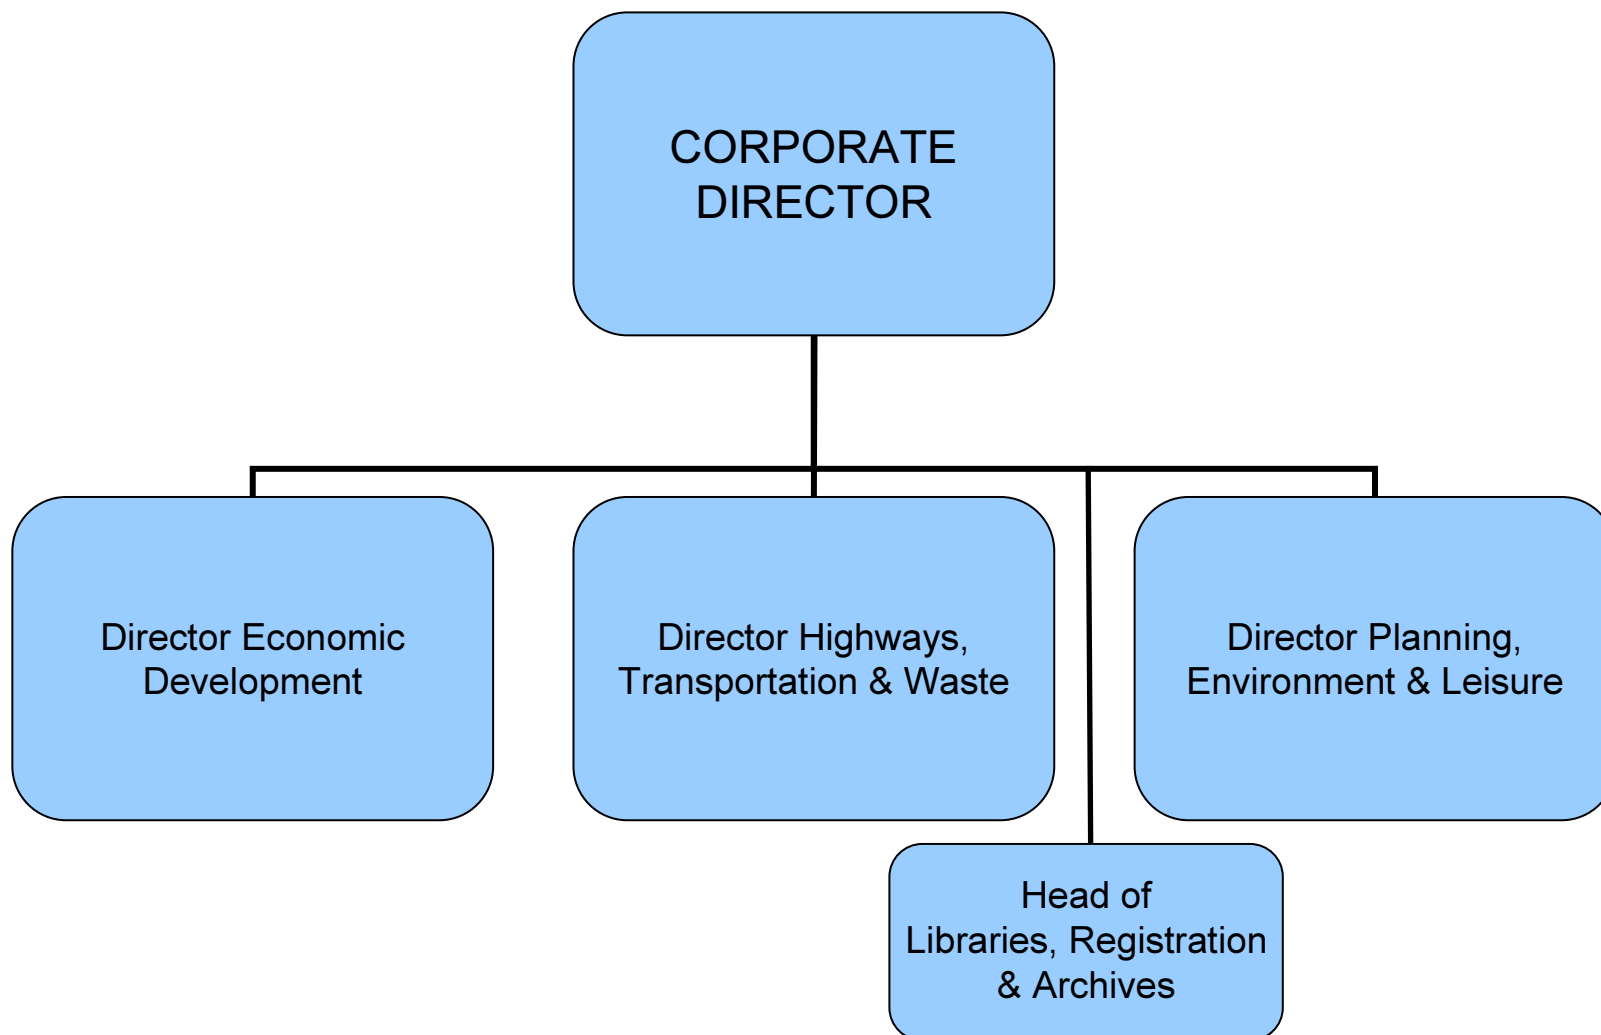 CORPORATE
DIRECTOR
Director Economic
Development
Director Highways,
Transportation & Waste
Director Planning,
Environment & Leisure
Head of
Libraries, Registration
& Archives